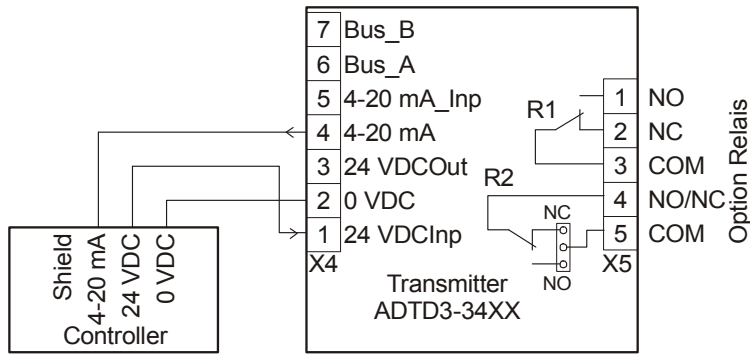 7 Bus_B
6 Bus_A
5 4-20 mA_Inp
4 4-20 mA
3 24 VDCOut
2 0 VDC
1 24 VDCInp
X4
R1
R2
NC
NO
1 NO
2 NC
3 COM
4 NO/NC
5 COM
X5
Option Relais
Transmitter
ADTD3-34XX
Shield
4-20 mA
24 VDC
0 VDC
Controller